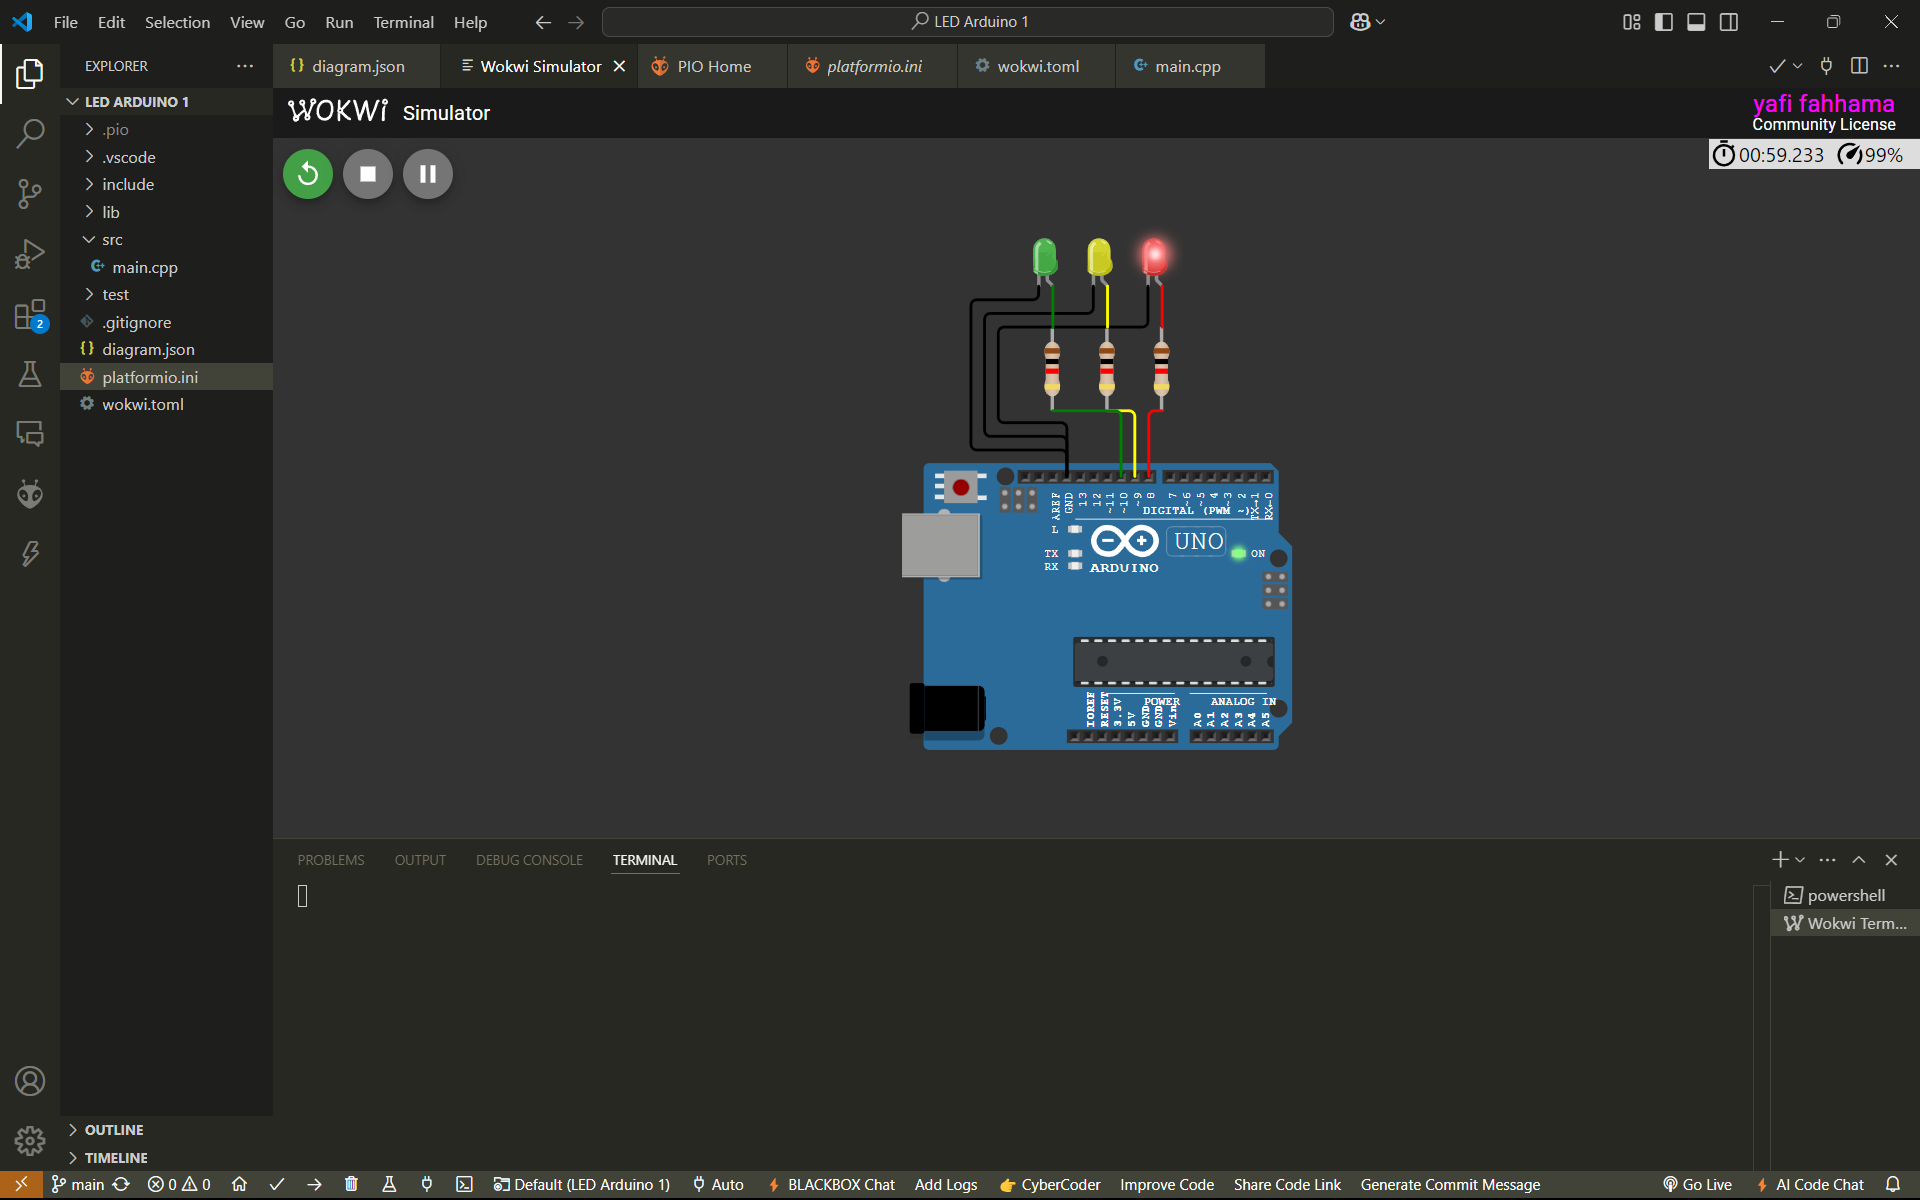 File Edit Selection View Go Run Terminal Help
LED Arduino 1
EXPLORER
diagram.json
Wokwi Simulator
PIO Home
platformio.ini
wokwi.toml
main.cpp
LED ARDUINO 1
.pio
.vscode
include
lib
src
main.cpp
test
.gitignore
diagram.json
platformio.ini
wokwi.toml
WOKWi Simulator
yafi fahhama
Community License
00:59.233 99%
AREF GND 13 12 ~11 ~10 ~9 8 7 ~6 ~5 4 ~3 2 TX→1 RX←0
DIGITAL (PWM ~)
L
TX
RX
UNO
ON
ARDUINO
IOREF RESET 3.3V 5V GND GND Vin
POWER
ANALOG IN
A0 A1 A2 A3 A4 A5
PROBLEMS OUTPUT DEBUG CONSOLE TERMINAL PORTS
powershell
Wokwi Term...
2
OUTLINE
TIMELINE
main 0 0 Default (LED Arduino 1) Auto BLACKBOX Chat Add Logs CyberCoder Improve Code Share Code Link Generate Commit Message Go Live AI Code Chat